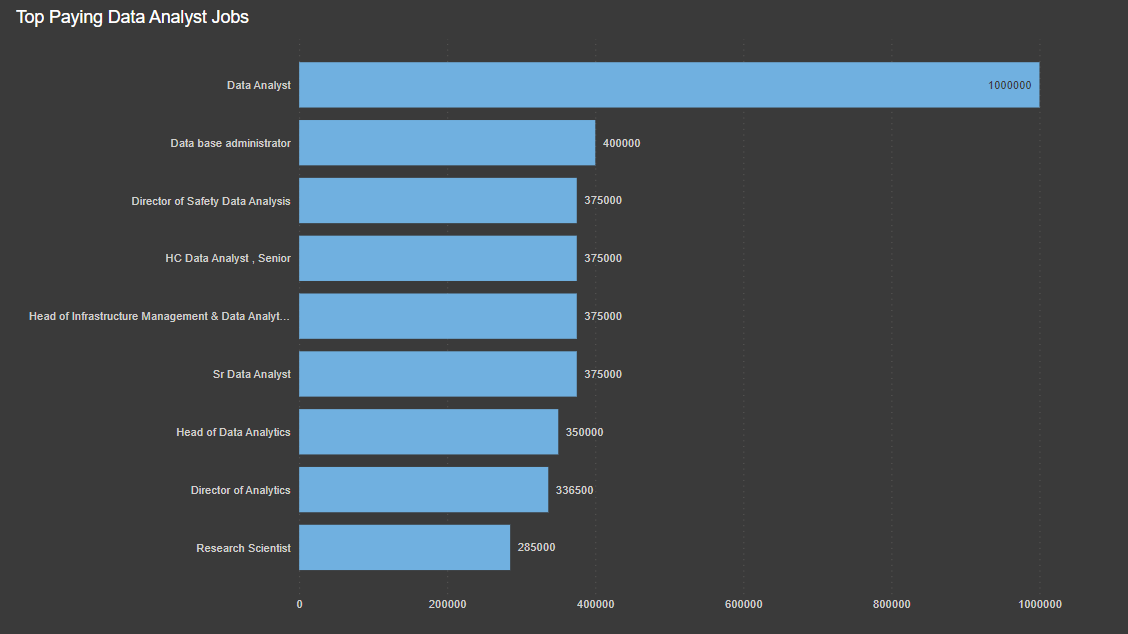 Top Paying Data Analyst Jobs
Data Analyst
1000000
Data base administrator
400000
Director of Safety Data Analysis
375000
HC Data Analyst , Senior
375000
Head of Infrastructure Management & Data Analyt...
375000
Sr Data Analyst
375000
Head of Data Analytics
350000
Director of Analytics
336500
Research Scientist
285000
0 200000 400000 600000 800000 1000000